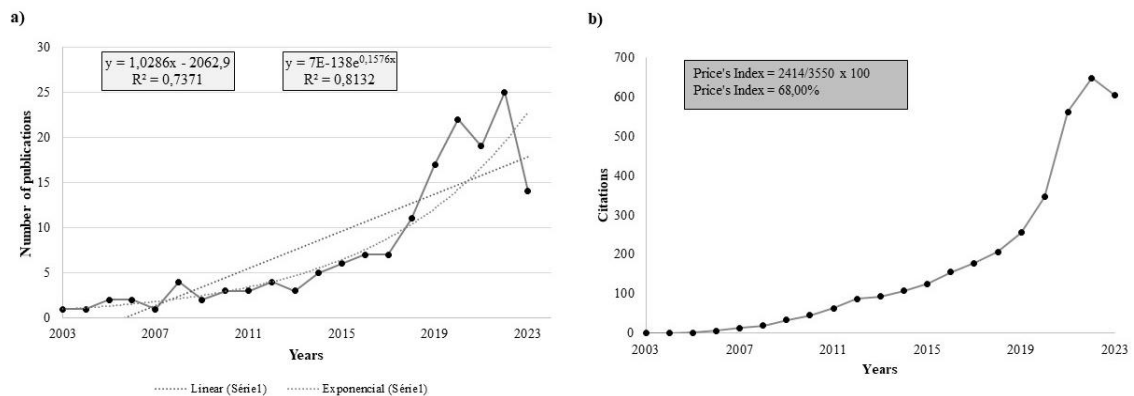 a)
30
25
20
15
10
5
0
Number of publications
y = 1,0286x - 2062,9
R² = 0,7371
y = 7E-138e^0,1576x
R² = 0,8132
2003 2007 2011 2015 2019 2023
Years
Linear (Série1) Exponencial (Série1)
b)
700
600
500
400
300
200
100
0
Citations
Price's Index = 2414/3550 x 100
Price's Index = 68,00%
2003 2007 2011 2015 2019 2023
Years